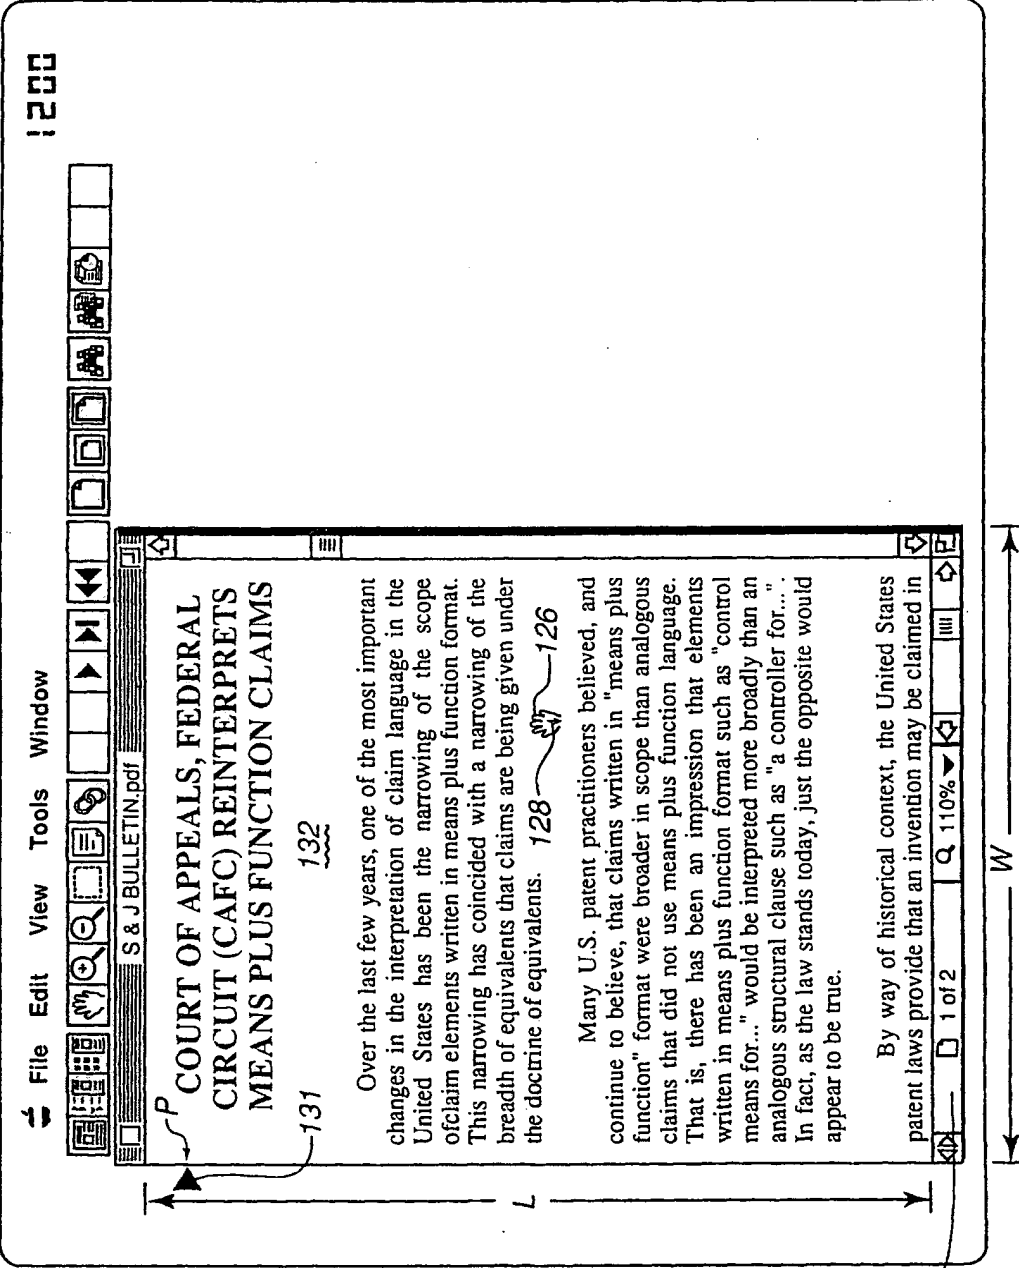 File Edit View Tools Window
1200
S & J BULLETIN.pdf
P
COURT OF APPEALS, FEDERAL
CIRCUIT (CAFC) REINTERPRETS
MEANS PLUS FUNCTION CLAIMS
131
132
Over the last few years, one of the most important
changes in the interpretation of claim language in the
United States has been the narrowing of the scope
ofclaim elements written in means plus function format.
This narrowing has coincided with a narrowing of the
breadth of equivalents that claims are being given under
the doctrine of equivalents.
128
126
Many U.S. patent practitioners believed, and
continue to believe, that claims written in "means plus
function" format were broader in scope than analogous
claims that did not use means plus function language.
That is, there has been an impression that elements
written in means plus function format such as "control
means for..." would be interpreted more broadly than an
analogous structural clause such as "a controller for...".
In fact, as the law stands today, just the opposite would
appear to be true.
By way of historical context, the United States
patent laws provide that an invention may be claimed in
1 of 2
110%
L
W